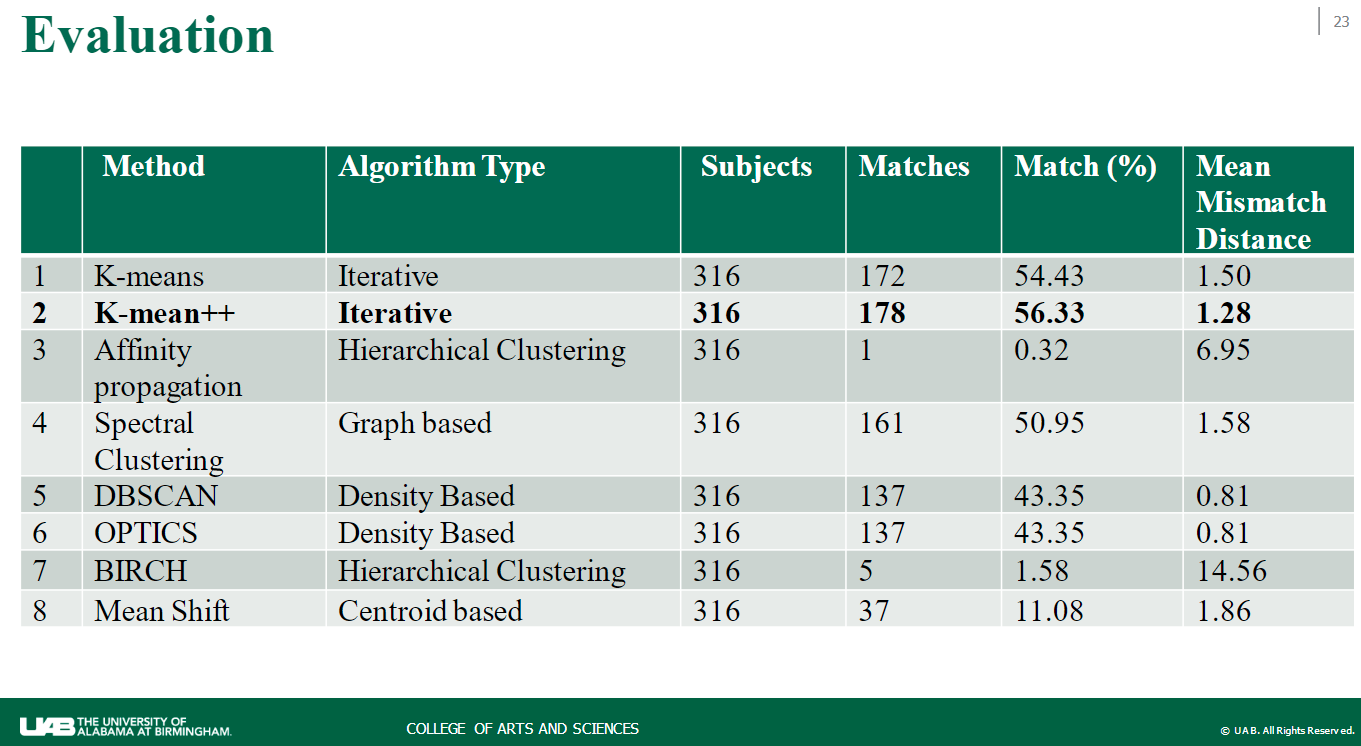 Evaluation
23
Method Algorithm Type Subjects Matches Match (%) Mean
Mismatch
Distance
1 K-means Iterative 316 172 54.43 1.50
2 K-mean++ Iterative 316 178 56.33 1.28
3 Affinity Hierarchical Clustering 316 1 0.32 6.95
propagation
4 Spectral Graph based 316 161 50.95 1.58
Clustering
5 DBSCAN Density Based 316 137 43.35 0.81
6 OPTICS Density Based 316 137 43.35 0.81
7 BIRCH Hierarchical Clustering 316 5 1.58 14.56
8 Mean Shift Centroid based 316 37 11.08 1.86
UAB THE UNIVERSITY OF
ALABAMA AT BIRMINGHAM.
COLLEGE OF ARTS AND SCIENCES
© UAB. All Rights Reserved.